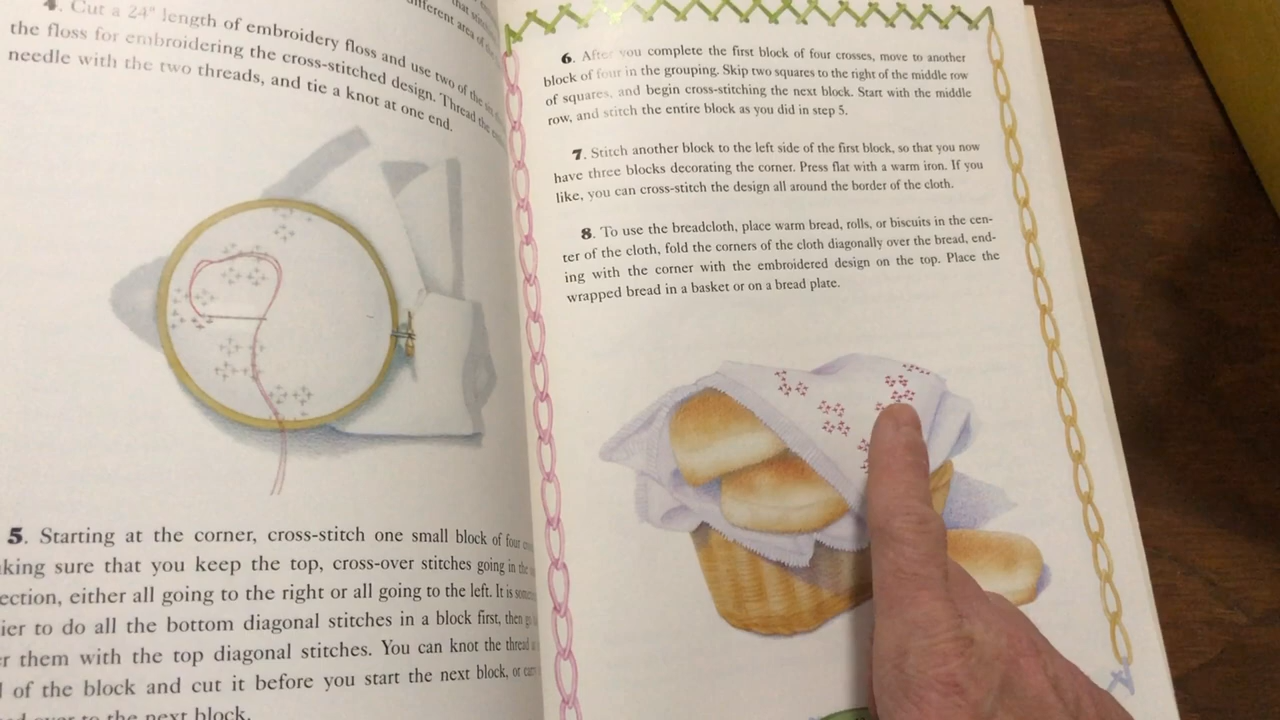 that stitch
different area of the
4. Cut a 24" length of embroidery floss and use two of the six
the floss for embroidering the cross-stitched design. Thread the
needle with the two threads, and tie a knot at one end.
5. Starting at the corner, cross-stitch one small block of four
king sure that you keep the top, cross-over stitches going in the
ection, either all going to the right or all going to the left. It is
ier to do all the bottom diagonal stitches in a block first, then
r them with the top diagonal stitches. You can knot the thread
of the block and cut it before you start the next block, or
over to the next block.
6. After you complete the first block of four crosses, move to another
block of four in the grouping. Skip two squares to the right of the middle row
of squares, and begin cross-stitching the next block. Start with the middle
row, and stitch the entire block as you did in step 5.
7. Stitch another block to the left side of the first block, so that you now
have three blocks decorating the corner. Press flat with a warm iron. If you
like, you can cross-stitch the design all around the border of the cloth.
8. To use the breadcloth, place warm bread, rolls, or biscuits in the cen-
ter of the cloth, fold the corners of the cloth diagonally over the bread, end-
ing with the corner with the embroidered design on the top. Place the
wrapped bread in a basket or on a bread plate.